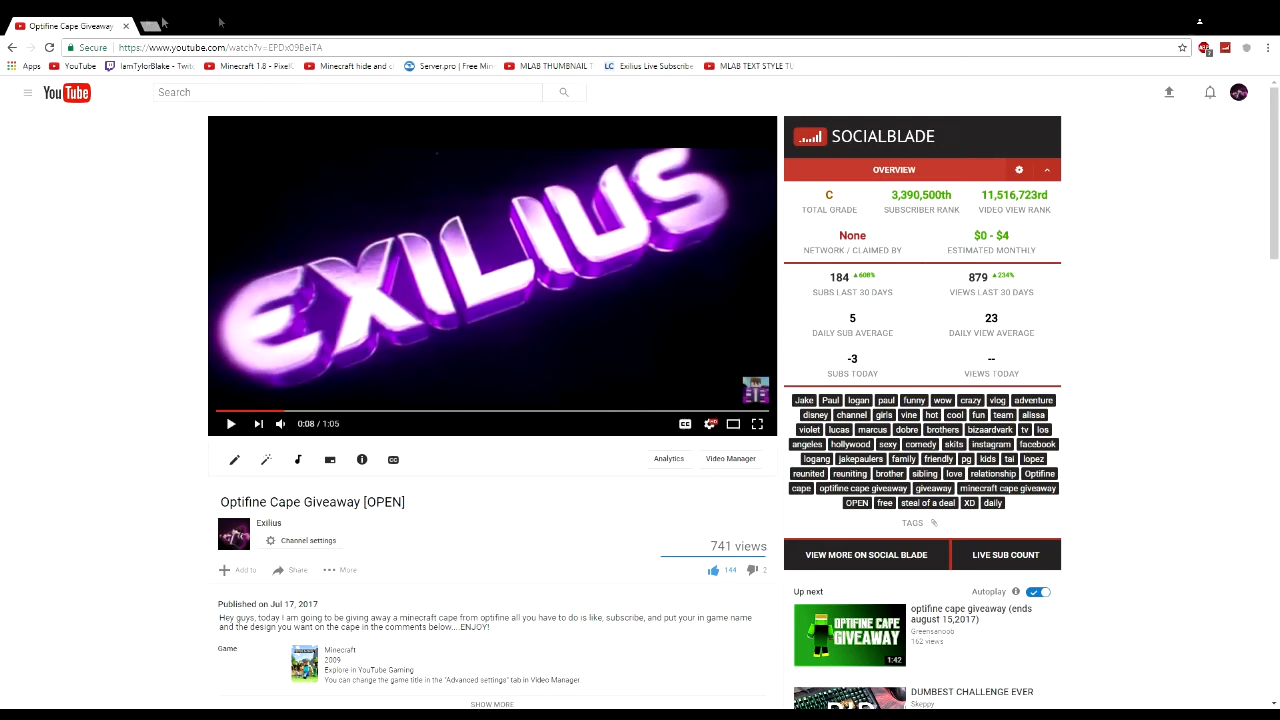 Optifine Cape Giveaway
Secure
https://www.youtube.com/watch?v=EPDx09BeiTA
Apps
YouTube
IamTylorBlake - Twitc
Minecraft 1.8 - PixelC
Minecraft hide and c
Server.pro | Free Min
MLAB THUMBNAIL T
LC
Exilius Live Subscribe
MLAB TEXT STYLE TU
YouTube
Search
EXILIUS
0:08 / 1:05
Analytics
Video Manager
Optifine Cape Giveaway [OPEN]
Exilius
Channel settings
741 views
Add to
Share
More
144
2
Published on Jul 17, 2017
Hey guys, today I am going to be giving away a minecraft cape from optifine all you have to do is like, subscribe, and put your in game name
and the design you want on the cape in the comments below....ENJOY!
Game
Minecraft
2009
Explore in YouTube Gaming
You can change the game title in the "Advanced settings" tab in Video Manager
SHOW MORE
SOCIALBLADE
OVERVIEW
C
3,390,500th
11,516,723rd
TOTAL GRADE
SUBSCRIBER RANK
VIDEO VIEW RANK
None
$0 - $4
NETWORK / CLAIMED BY
ESTIMATED MONTHLY
184 ▲608%
879 ▲234%
SUBS LAST 30 DAYS
VIEWS LAST 30 DAYS
5
23
DAILY SUB AVERAGE
DAILY VIEW AVERAGE
-3
--
SUBS TODAY
VIEWS TODAY
Jake Paul logan paul funny wow crazy vlog adventure
disney channel girls vine hot cool fun team alissa
violet lucas marcus dobre brothers bizaardvark tv los
angeles hollywood sexy comedy skits instagram facebook
logang jakepaulers family friendly pg kids tai lopez
reunited reuniting brother sibling love relationship Optifine
cape optifine cape giveaway giveaway minecraft cape giveaway
OPEN free steal of a deal XD daily
TAGS
VIEW MORE ON SOCIAL BLADE
LIVE SUB COUNT
Up next
Autoplay
OPTIFINE CAPE
GIVEAWAY
1:42
optifine cape giveaway (ends
august 15,2017)
Greensanoob
162 views
DUMBEST CHALLENGE EVER
Skeppy